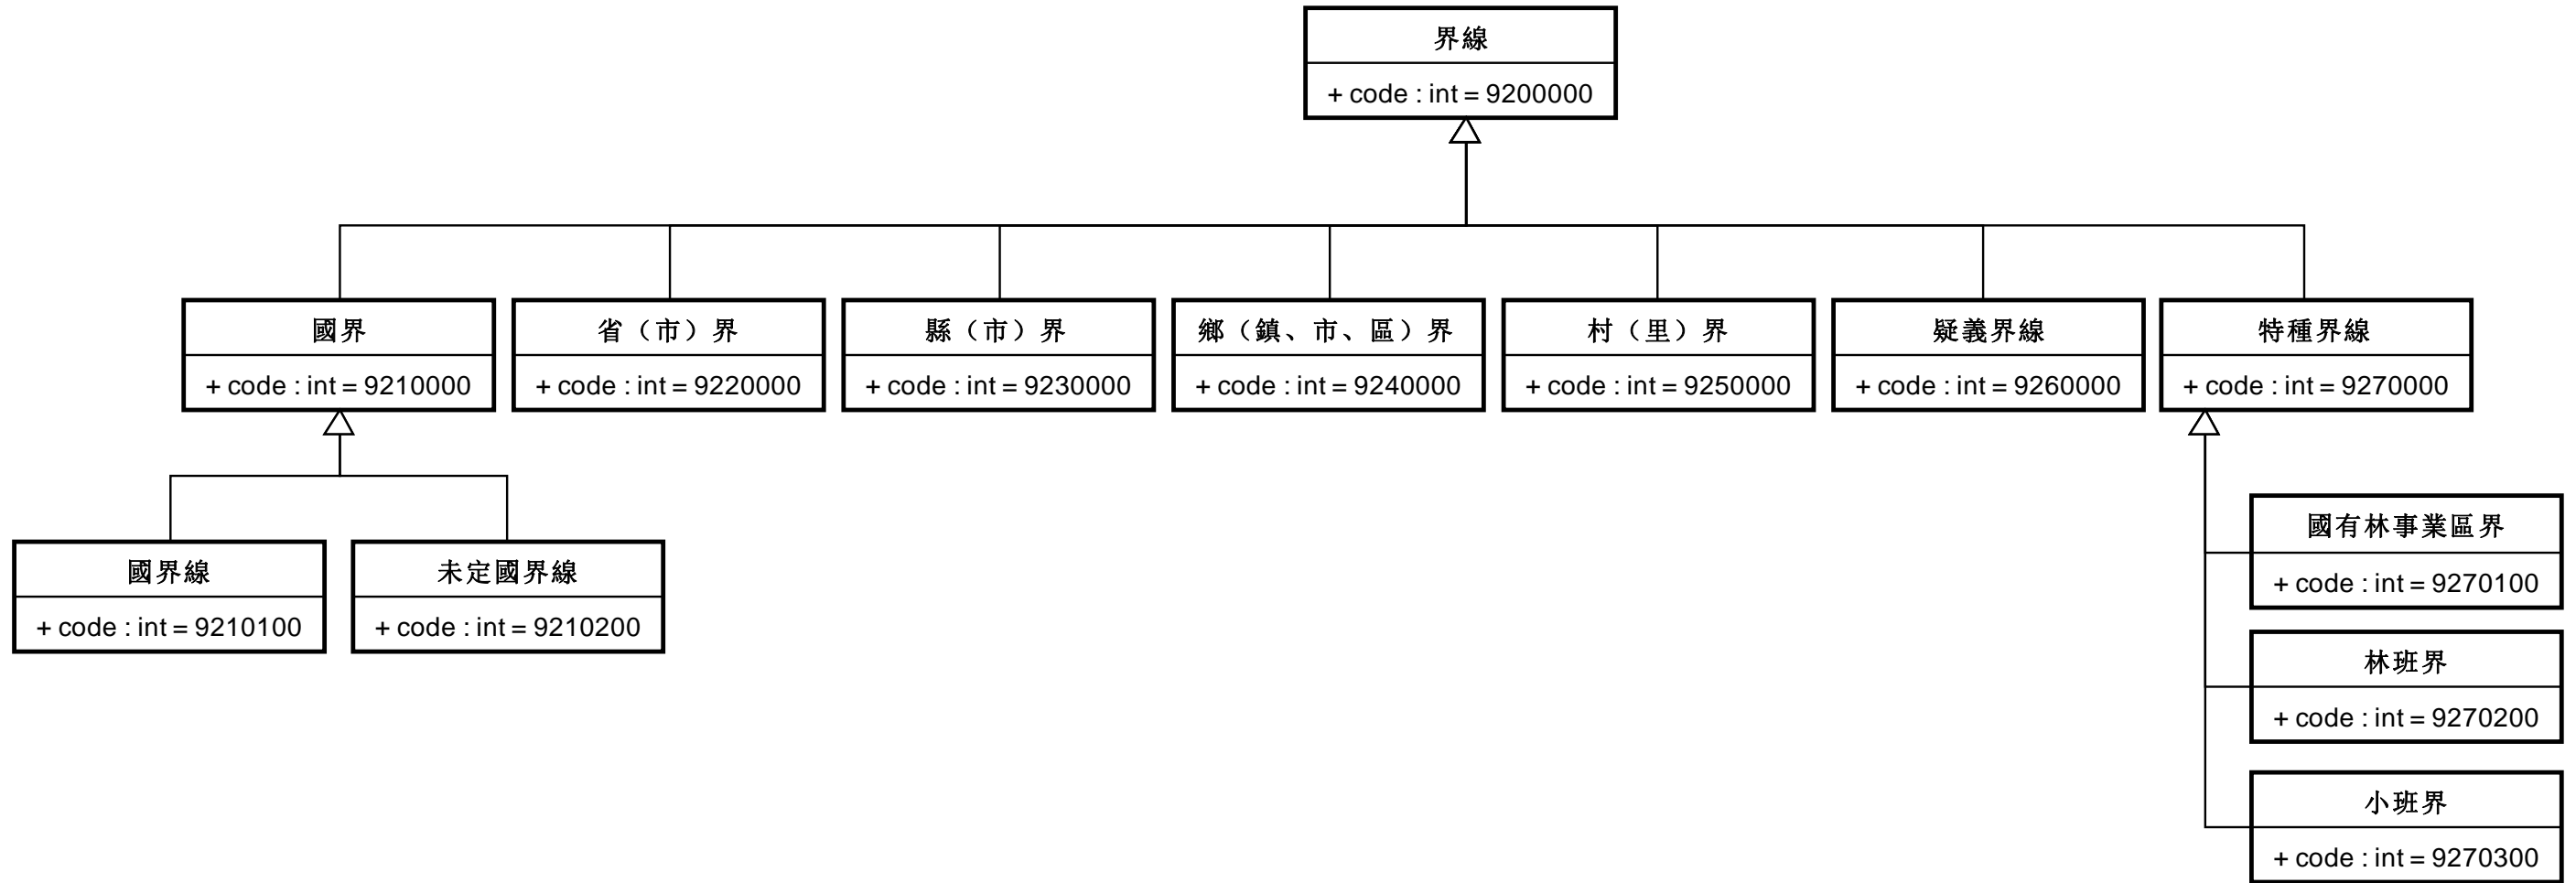 界線
+ code : int = 9200000
國界
+ code : int = 9210000
省（市）界
+ code : int = 9220000
縣（市）界
+ code : int = 9230000
鄉（鎮、市、區）界
+ code : int = 9240000
村（里）界
+ code : int = 9250000
疑義界線
+ code : int = 9260000
特種界線
+ code : int = 9270000
國界線
+ code : int = 9210100
未定國界線
+ code : int = 9210200
國有林事業區界
+ code : int = 9270100
林班界
+ code : int = 9270200
小班界
+ code : int = 9270300